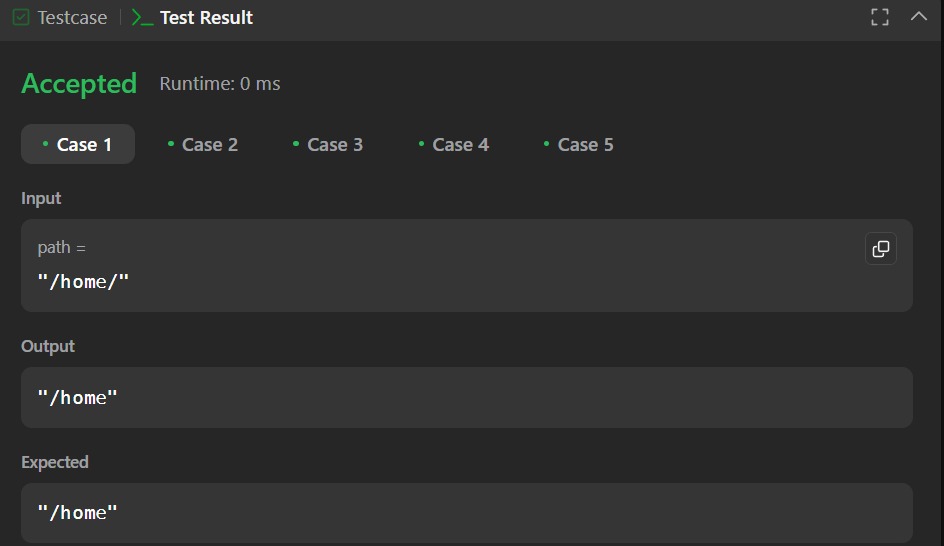 Testcase | >_ Test Result
Accepted Runtime: 0 ms
• Case 1 • Case 2 • Case 3 • Case 4 • Case 5
Input
path =
"/home/"
Output
"/home"
Expected
"/home"